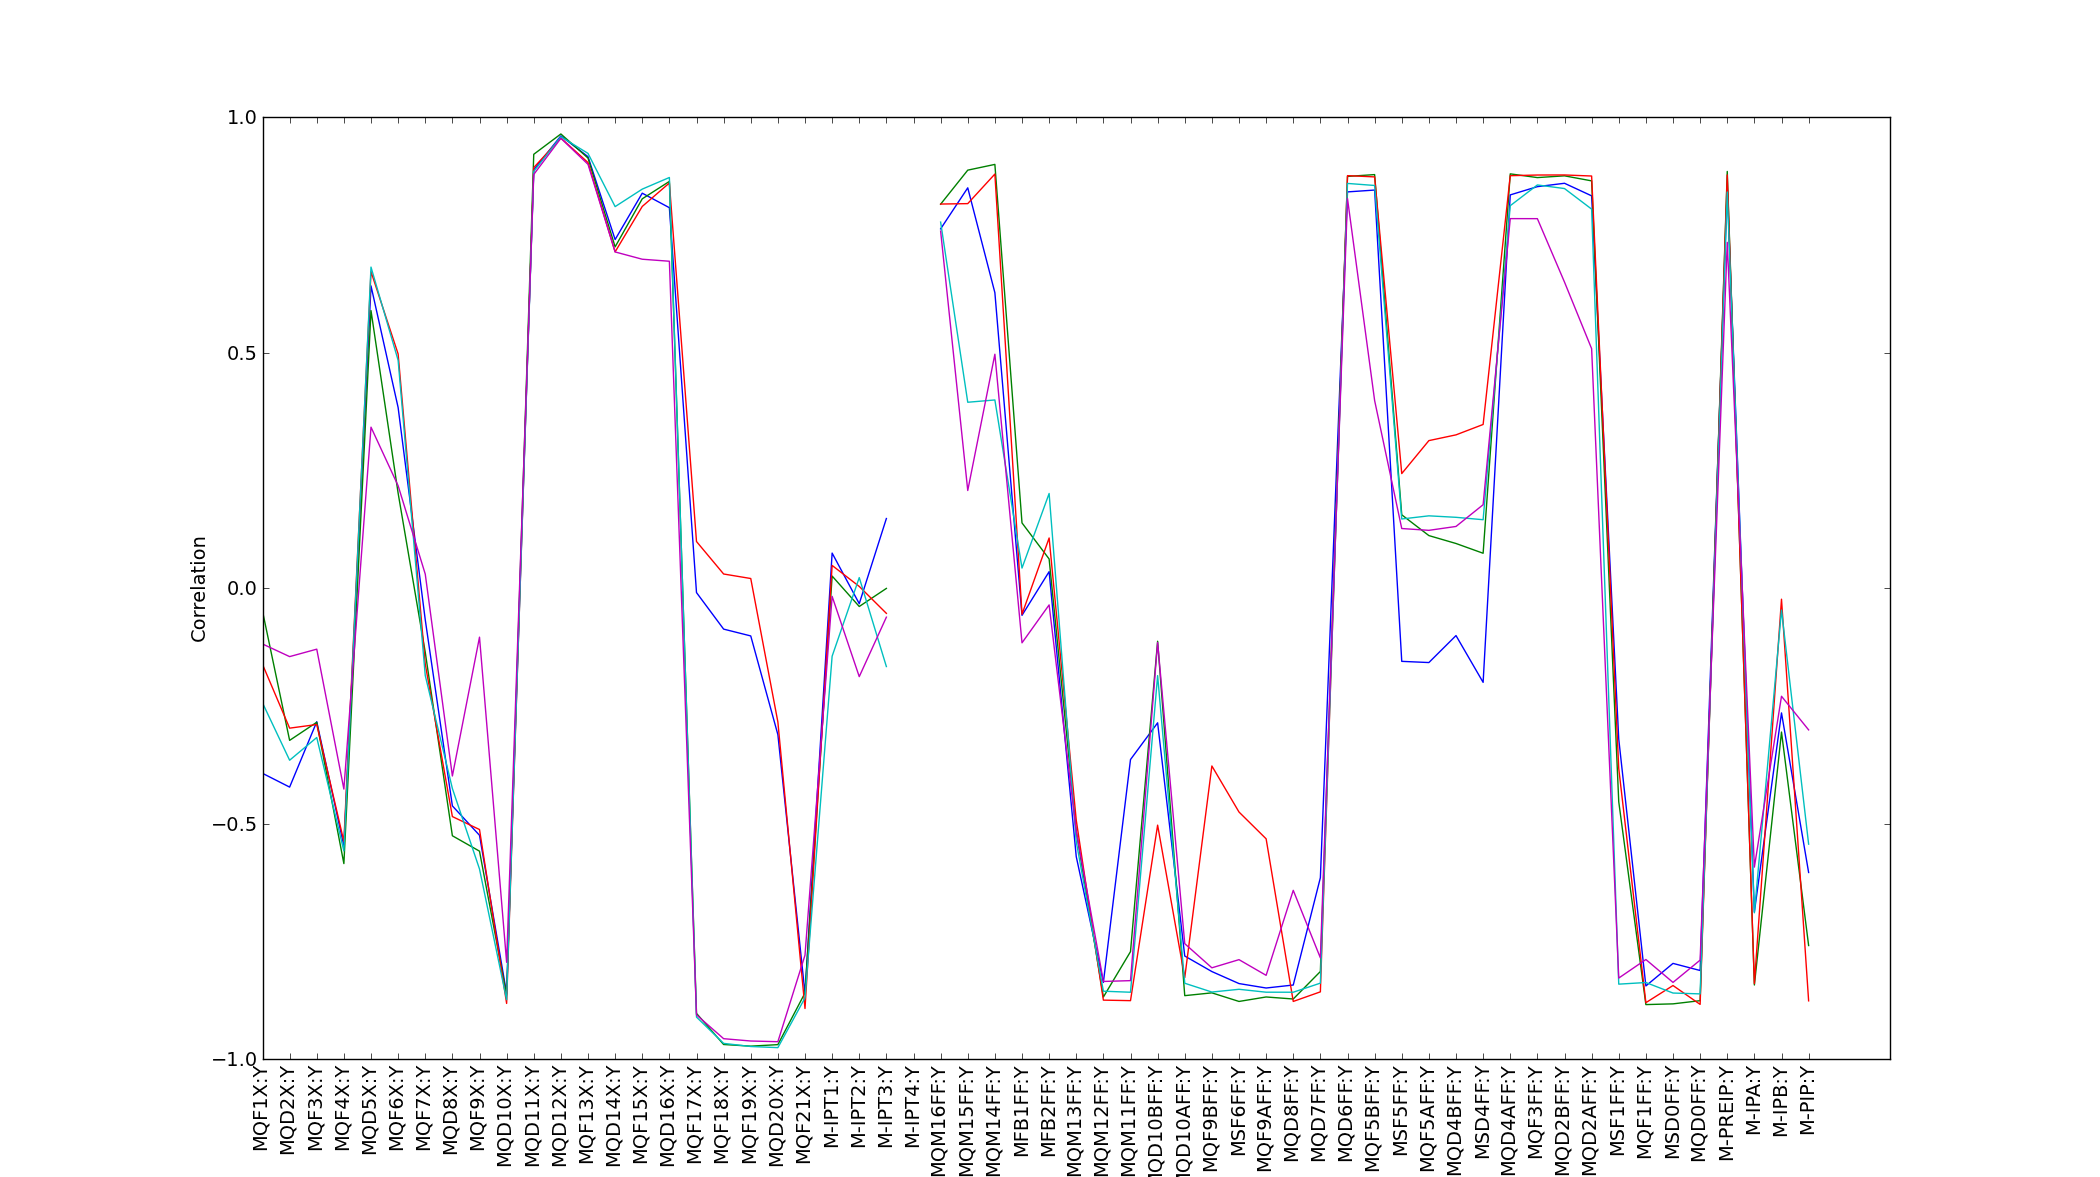 1.0
0.5
0.0
−0.5
−1.0
Correlation
MQF1X:Y
MQD2X:Y
MQF3X:Y
MQF4X:Y
MQD5X:Y
MQF6X:Y
MQF7X:Y
MQD8X:Y
MQF9X:Y
MQD10X:Y
MQD11X:Y
MQD12X:Y
MQF13X:Y
MQD14X:Y
MQF15X:Y
MQD16X:Y
MQF17X:Y
MQF18X:Y
MQF19X:Y
MQD20X:Y
MQF21X:Y
M-IPT1:Y
M-IPT2:Y
M-IPT3:Y
M-IPT4:Y
MQM16FF:Y
MQM15FF:Y
MQM14FF:Y
MFB1FF:Y
MFB2FF:Y
MQM13FF:Y
MQM12FF:Y
MQM11FF:Y
MQD10BFF:Y
MQD10AFF:Y
MQF9BFF:Y
MSF6FF:Y
MQF9AFF:Y
MQD8FF:Y
MQD7FF:Y
MQD6FF:Y
MQF5BFF:Y
MSF5FF:Y
MQF5AFF:Y
MQD4BFF:Y
MSD4FF:Y
MQD4AFF:Y
MQF3FF:Y
MQD2BFF:Y
MQD2AFF:Y
MSF1FF:Y
MQF1FF:Y
MSD0FF:Y
MQD0FF:Y
M-PREIP:Y
M-IPA:Y
M-IPB:Y
M-PIP:Y